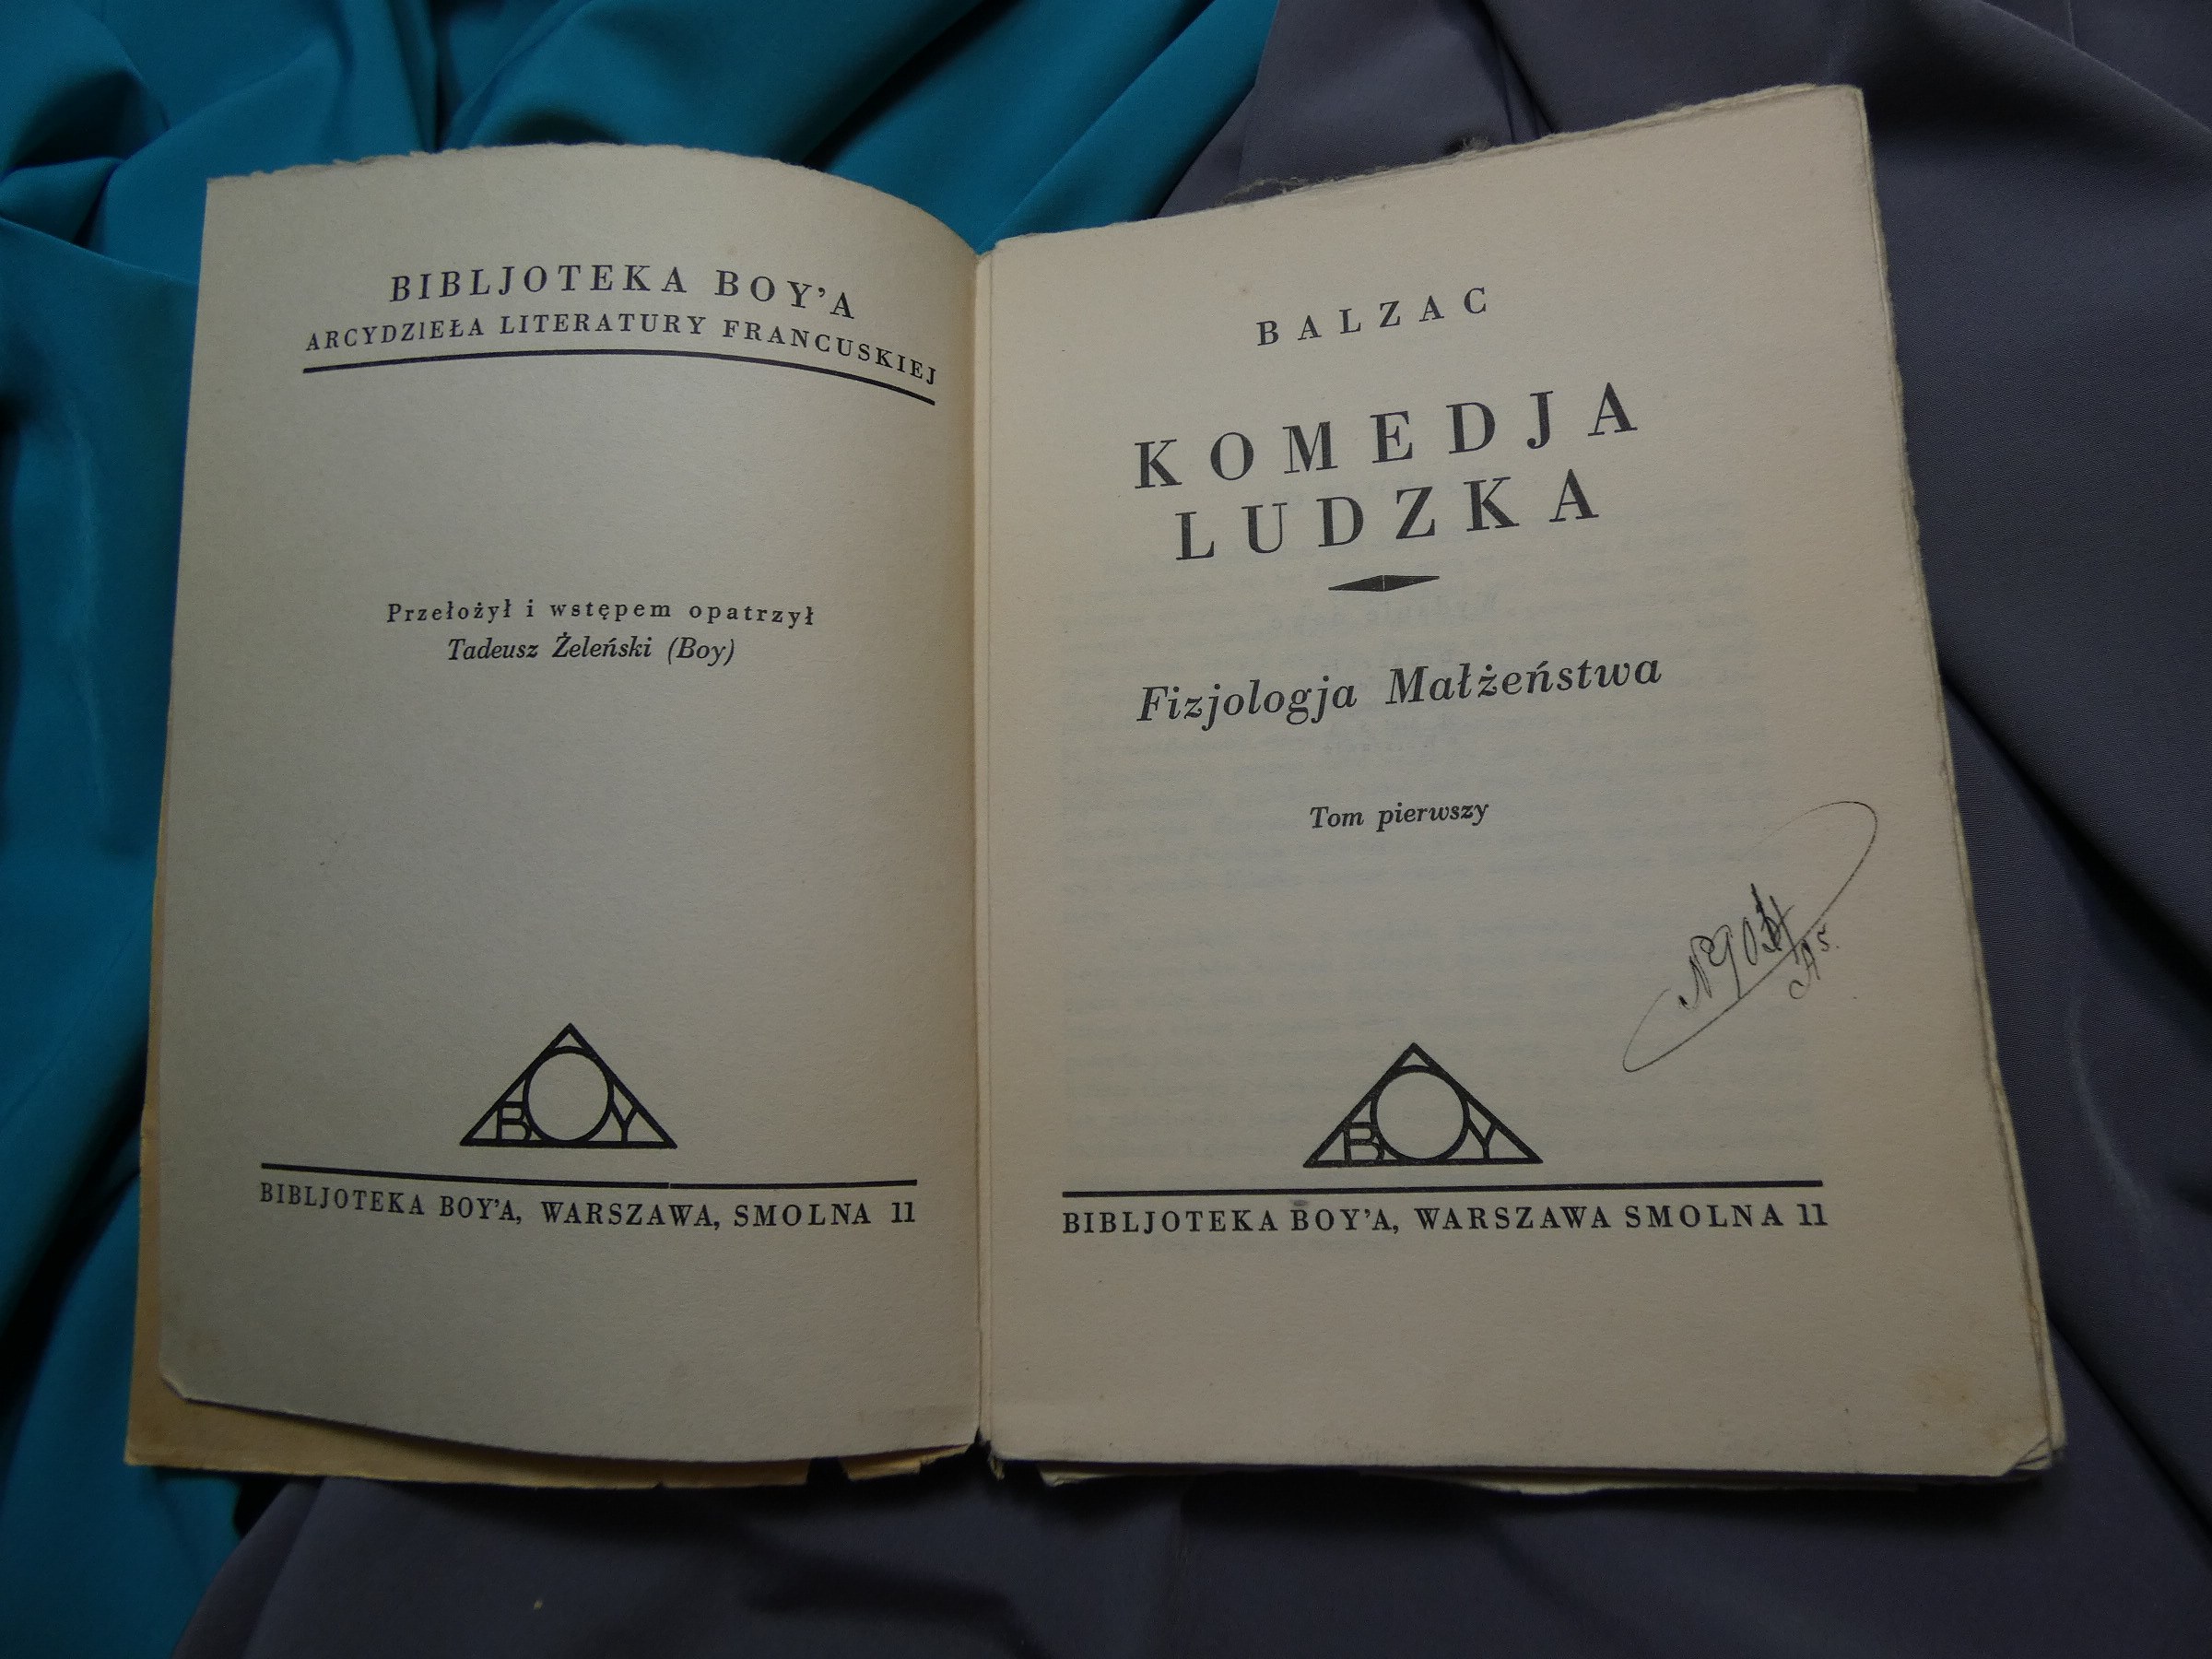 BIBLJOTEKA BOY'A
ARCYDZIEŁA LITERATURY FRANCUSKIEJ
Przełożył i wstępem opatrzył
Tadeusz Żeleński (Boy)
BOY
BIBLJOTEKA BOY'A, WARSZAWA, SMOLNA 11
BALZAC
KOMEDJA
LUDZKA
Fizjologja Małżeństwa
Tom pierwszy
BOY
BIBLJOTEKA BOY'A, WARSZAWA SMOLNA 11